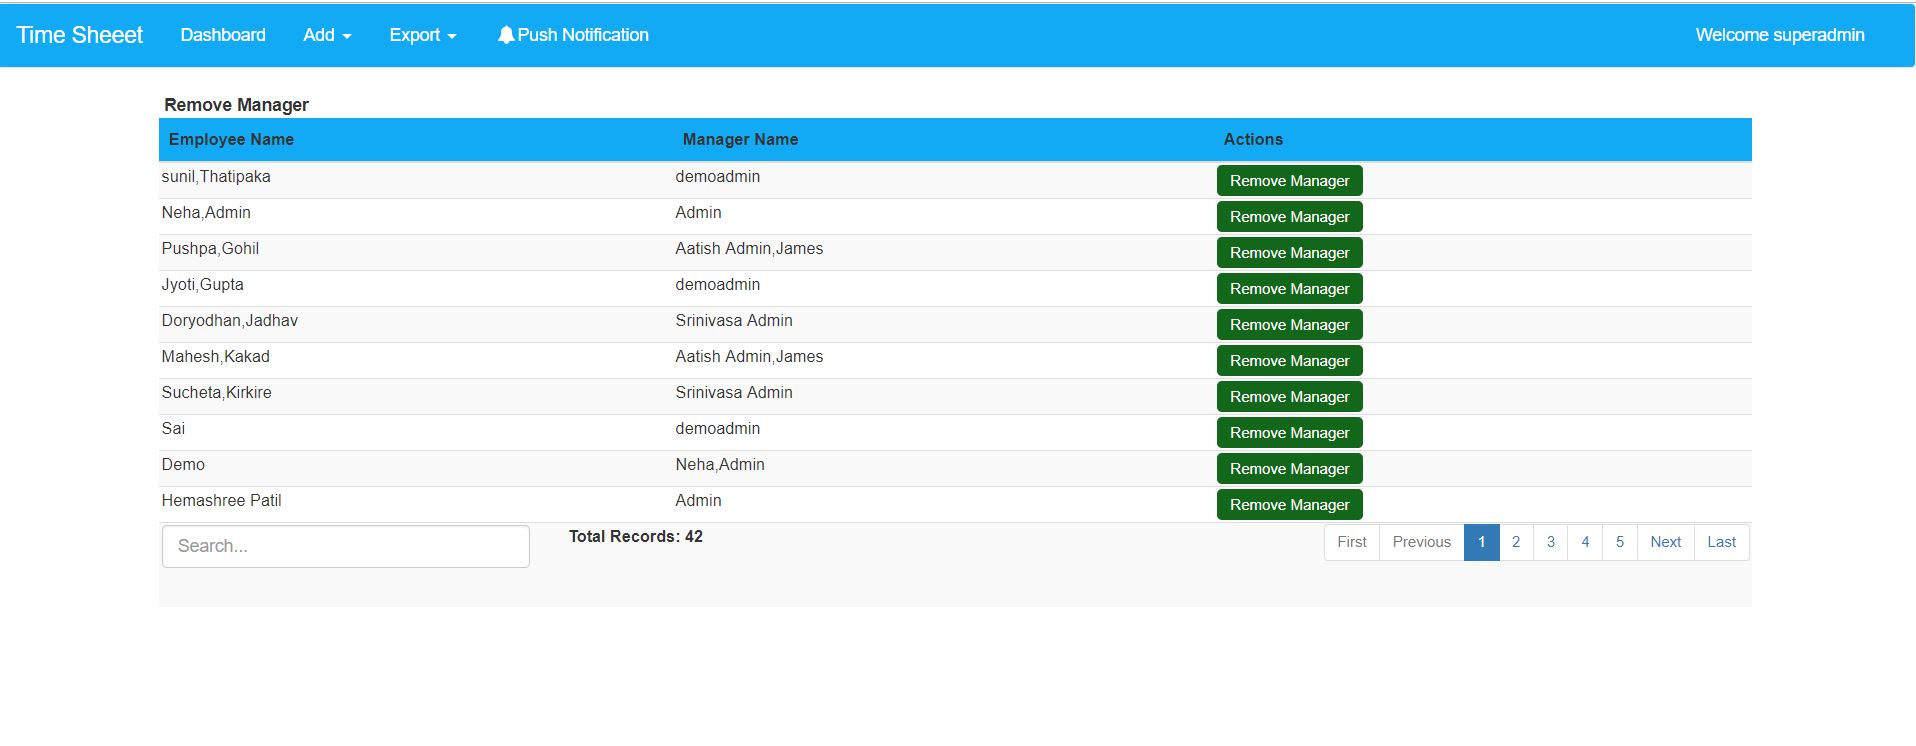 Time Sheeet Dashboard Add Export Push Notification Welcome superadmin
Remove Manager
Employee Name Manager Name Actions
sunil,Thatipaka demoadmin Remove Manager
Neha,Admin Admin Remove Manager
Pushpa,Gohil Aatish Admin,James Remove Manager
Jyoti,Gupta demoadmin Remove Manager
Doryodhan,Jadhav Srinivasa Admin Remove Manager
Mahesh,Kakad Aatish Admin,James Remove Manager
Sucheta,Kirkire Srinivasa Admin Remove Manager
Sai demoadmin Remove Manager
Demo Neha,Admin Remove Manager
Hemashree Patil Admin Remove Manager
Search... Total Records: 42 First Previous 1 2 3 4 5 Next Last